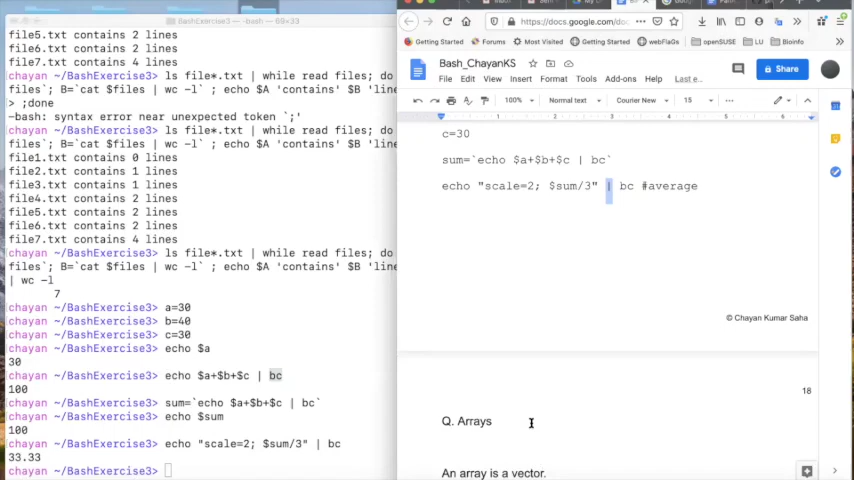 BashExercise3 — -bash — 69×33
file5.txt contains 2 lines
file6.txt contains 2 lines
file7.txt contains 4 lines
chayan ~/BashExercise3> ls file*.txt | while read files; do
files`; B=`cat $files | wc -l` ; echo $A 'contains' $B 'line
> ;done
-bash: syntax error near unexpected token `;'
chayan ~/BashExercise3> ls file*.txt | while read files; do
files`; B=`cat $files | wc -l` ; echo $A 'contains' $B 'line
file1.txt contains 0 lines
file2.txt contains 1 lines
file3.txt contains 1 lines
file4.txt contains 2 lines
file5.txt contains 2 lines
file6.txt contains 2 lines
file7.txt contains 4 lines
chayan ~/BashExercise3> ls file*.txt | while read files; do
files`; B=`cat $files | wc -l` ; echo $A 'contains' $B 'line
| wc -l
7
chayan ~/BashExercise3> a=30
chayan ~/BashExercise3> b=40
chayan ~/BashExercise3> c=30
chayan ~/BashExercise3> echo $a
30
chayan ~/BashExercise3> echo $a+$b+$c | bc
100
chayan ~/BashExercise3> sum=`echo $a+$b+$c | bc`
chayan ~/BashExercise3> echo $sum
100
chayan ~/BashExercise3> echo "scale=2; $sum/3" | bc
33.33
chayan ~/BashExercise3>
https://docs.google.com/do
Getting Started Forums Most Visited Getting Started webFlaGs openSUSE LU Bioinfo
Bash_ChayanKS
File Edit View Insert Format Tools Add-ons Help Last e...
Share
100% Normal text Courier New 15
1 2 3 4 5 6
c=30
sum=`echo $a+$b+$c | bc`
echo "scale=2; $sum/3" | bc #average
© Chayan Kumar Saha
18
Q. Arrays
An array is a vector.